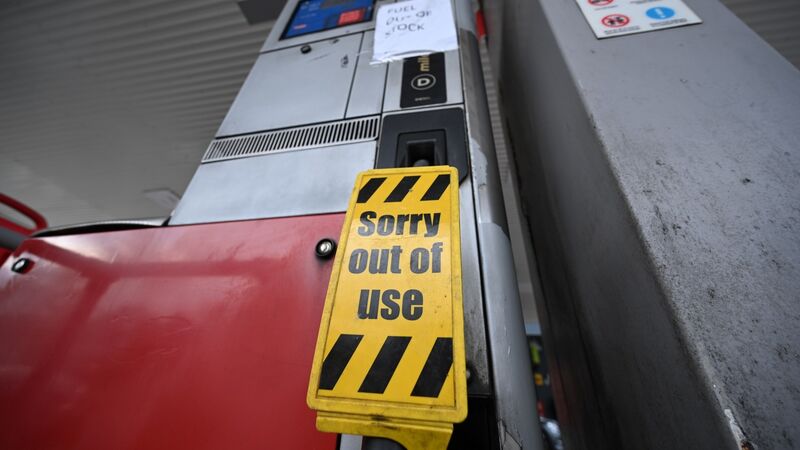 FUEL
OUT OF
STOCK
D
Sorry
out of
use